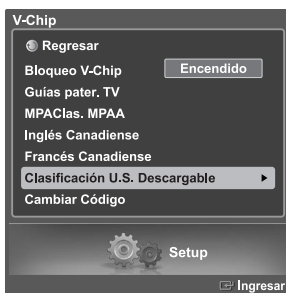 V-Chip
Regresar
Bloqueo V-Chip Encendido
Guías pater. TV
MPAClas. MPAA
Inglés Canadiense
Francés Canadiense
Clasificación U.S. Descargable
Cambiar Código
Setup
Ingresar